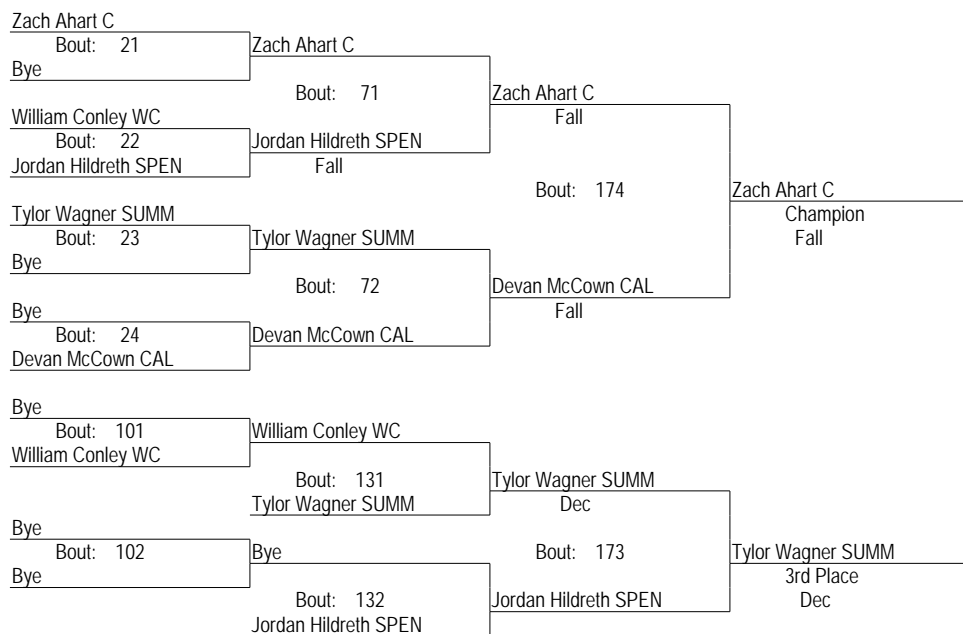 Zach Ahart C
Bout: 21
Bye
Zach Ahart C
Bout: 71
William Conley WC
Bout: 22
Jordan Hildreth SPEN
Jordan Hildreth SPEN
Fall
Zach Ahart C
Fall
Bout: 174
Tylor Wagner SUMM
Bout: 23
Bye
Tylor Wagner SUMM
Bout: 72
Bye
Bout: 24
Devan McCown CAL
Devan McCown CAL
Devan McCown CAL
Fall
Zach Ahart C
Champion
Fall
Bye
Bout: 101
William Conley WC
William Conley WC
Bout: 131
Tylor Wagner SUMM
Tylor Wagner SUMM
Dec
Bout: 173
Bye
Bout: 102
Bye
Bye
Bout: 132
Jordan Hildreth SPEN
Jordan Hildreth SPEN
Tylor Wagner SUMM
3rd Place
Dec